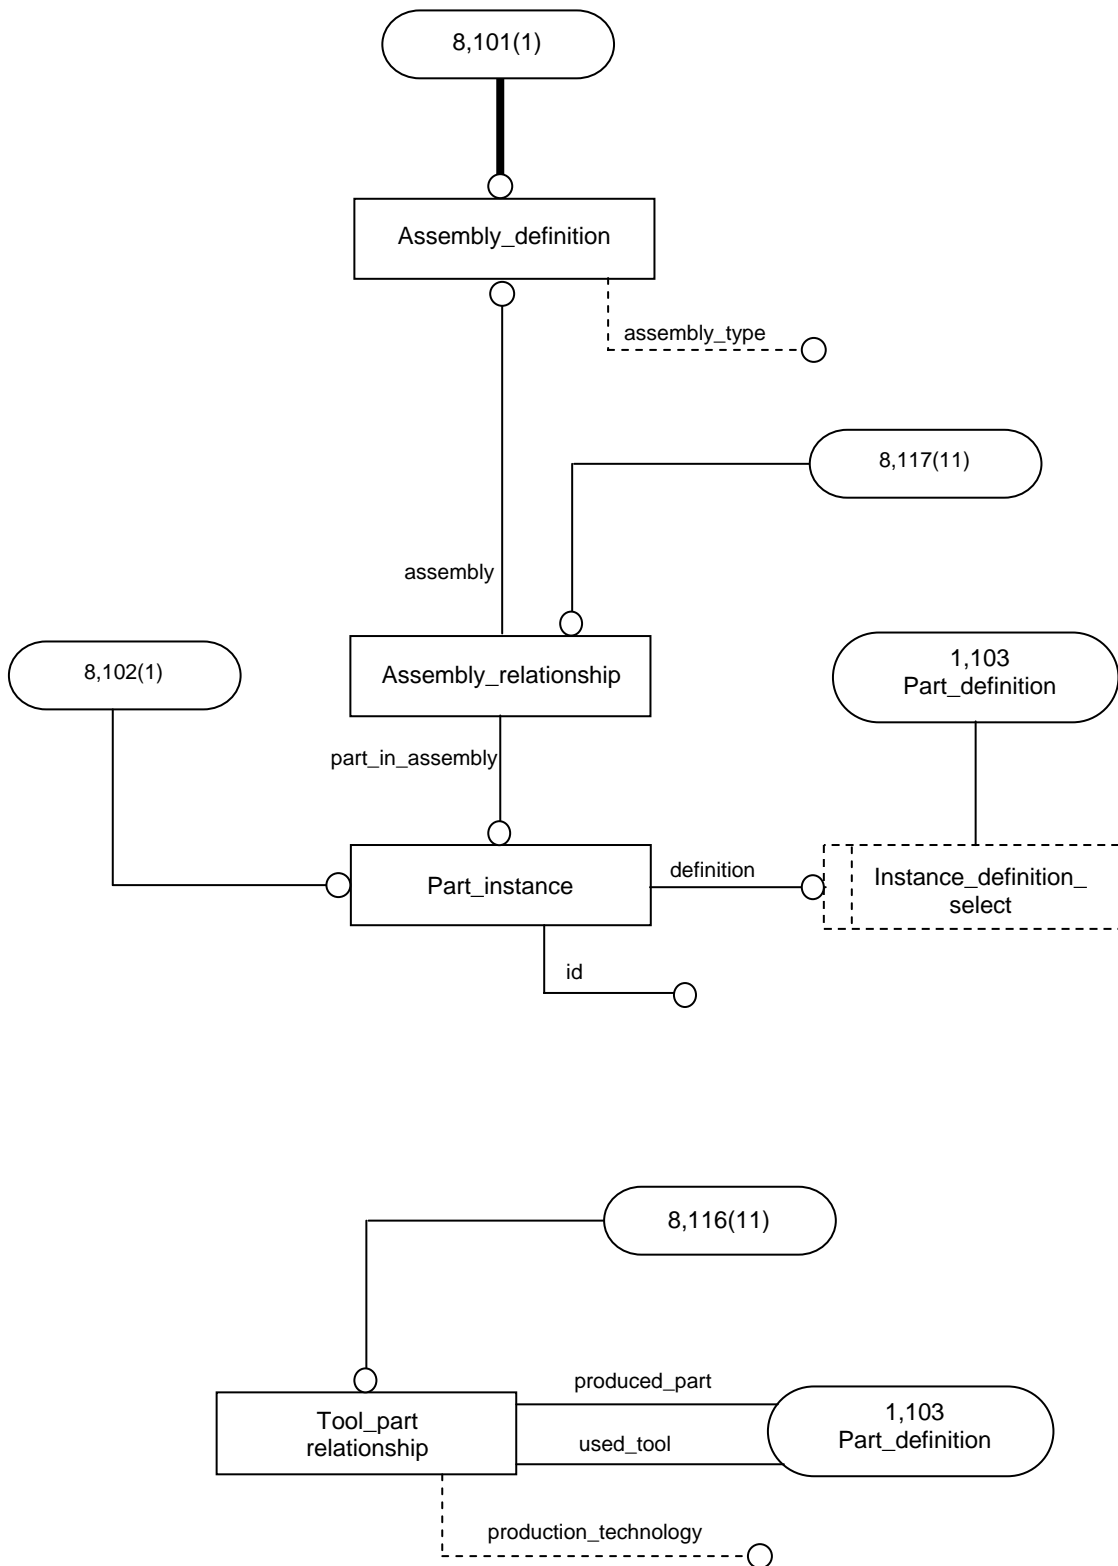 8,101(1)
Assembly_definition
assembly_type
8,117(11)
assembly
8,102(1)
Assembly_relationship
1,103
Part_definition
part_in_assembly
Part_instance
definition
Instance_definition_
select
id
8,116(11)
produced_part
Tool_part
relationship
1,103
Part_definition
used_tool
production_technology